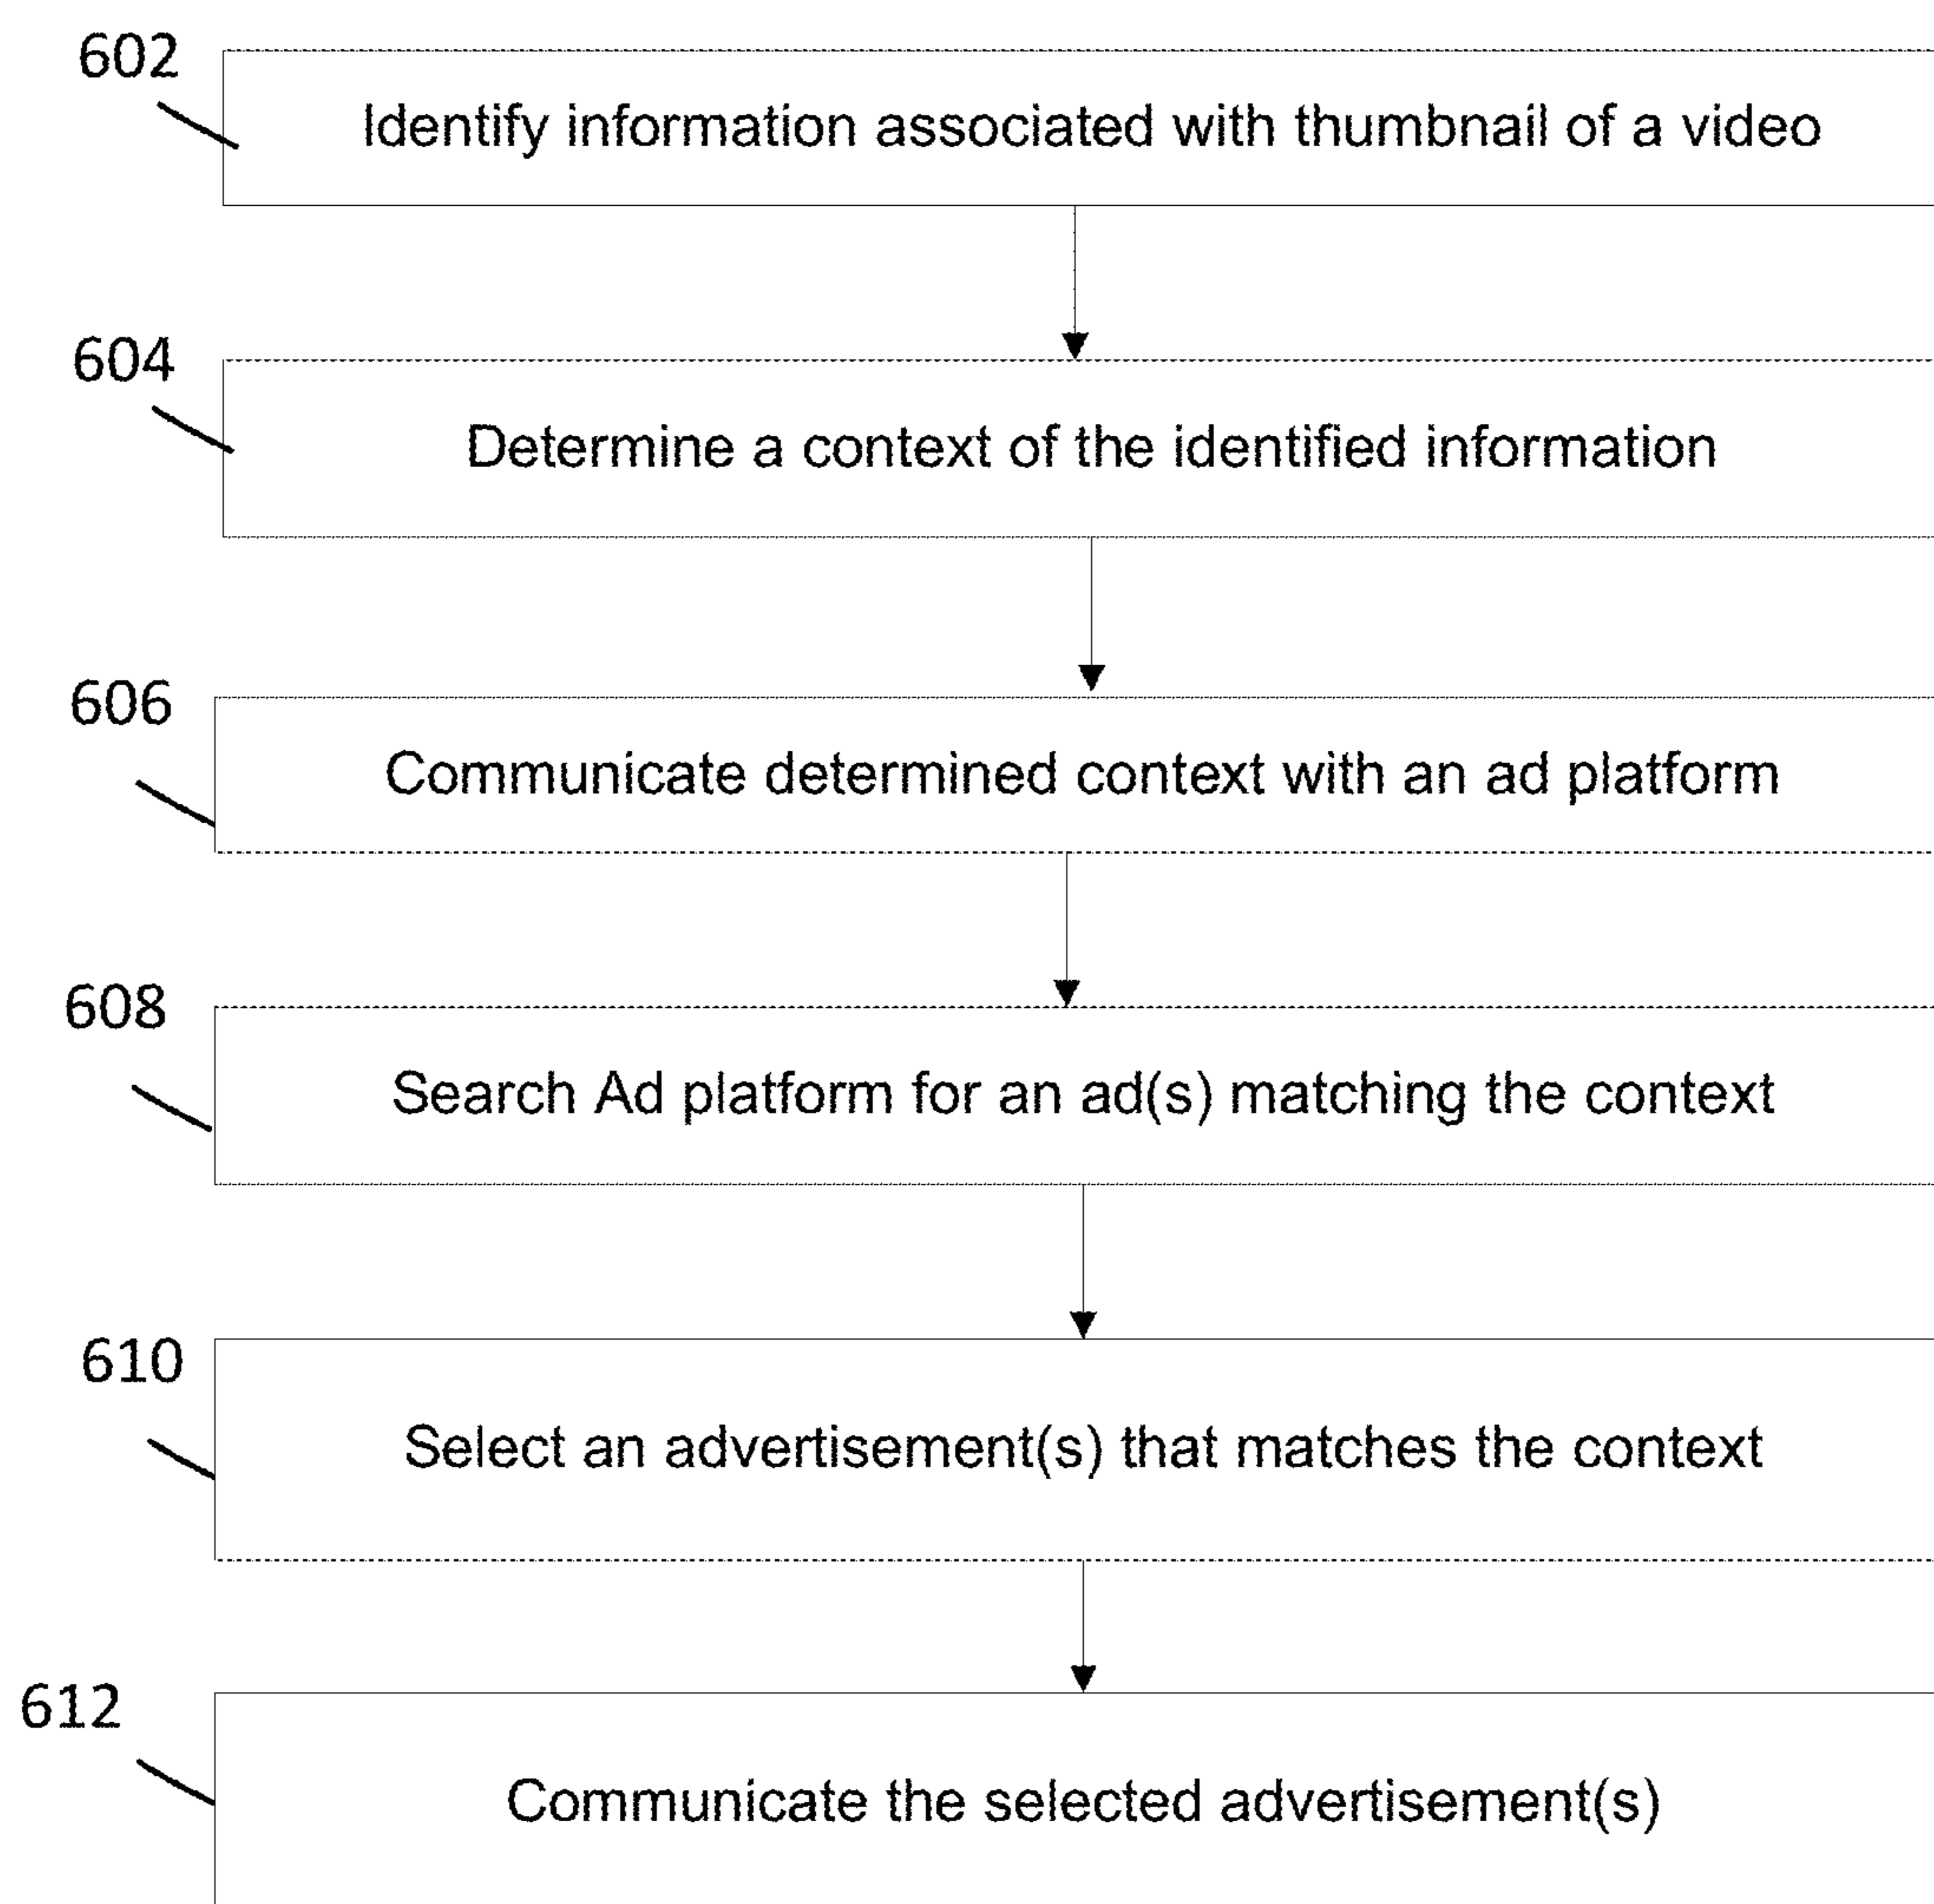 602
Identify information associated with thumbnail of a video
604
Determine a context of the identified information
606
Communicate determined context with an ad platform
608
Search Ad platform for an ad(s) matching the context
610
Select an advertisement(s) that matches the context
612
Communicate the selected advertisement(s)